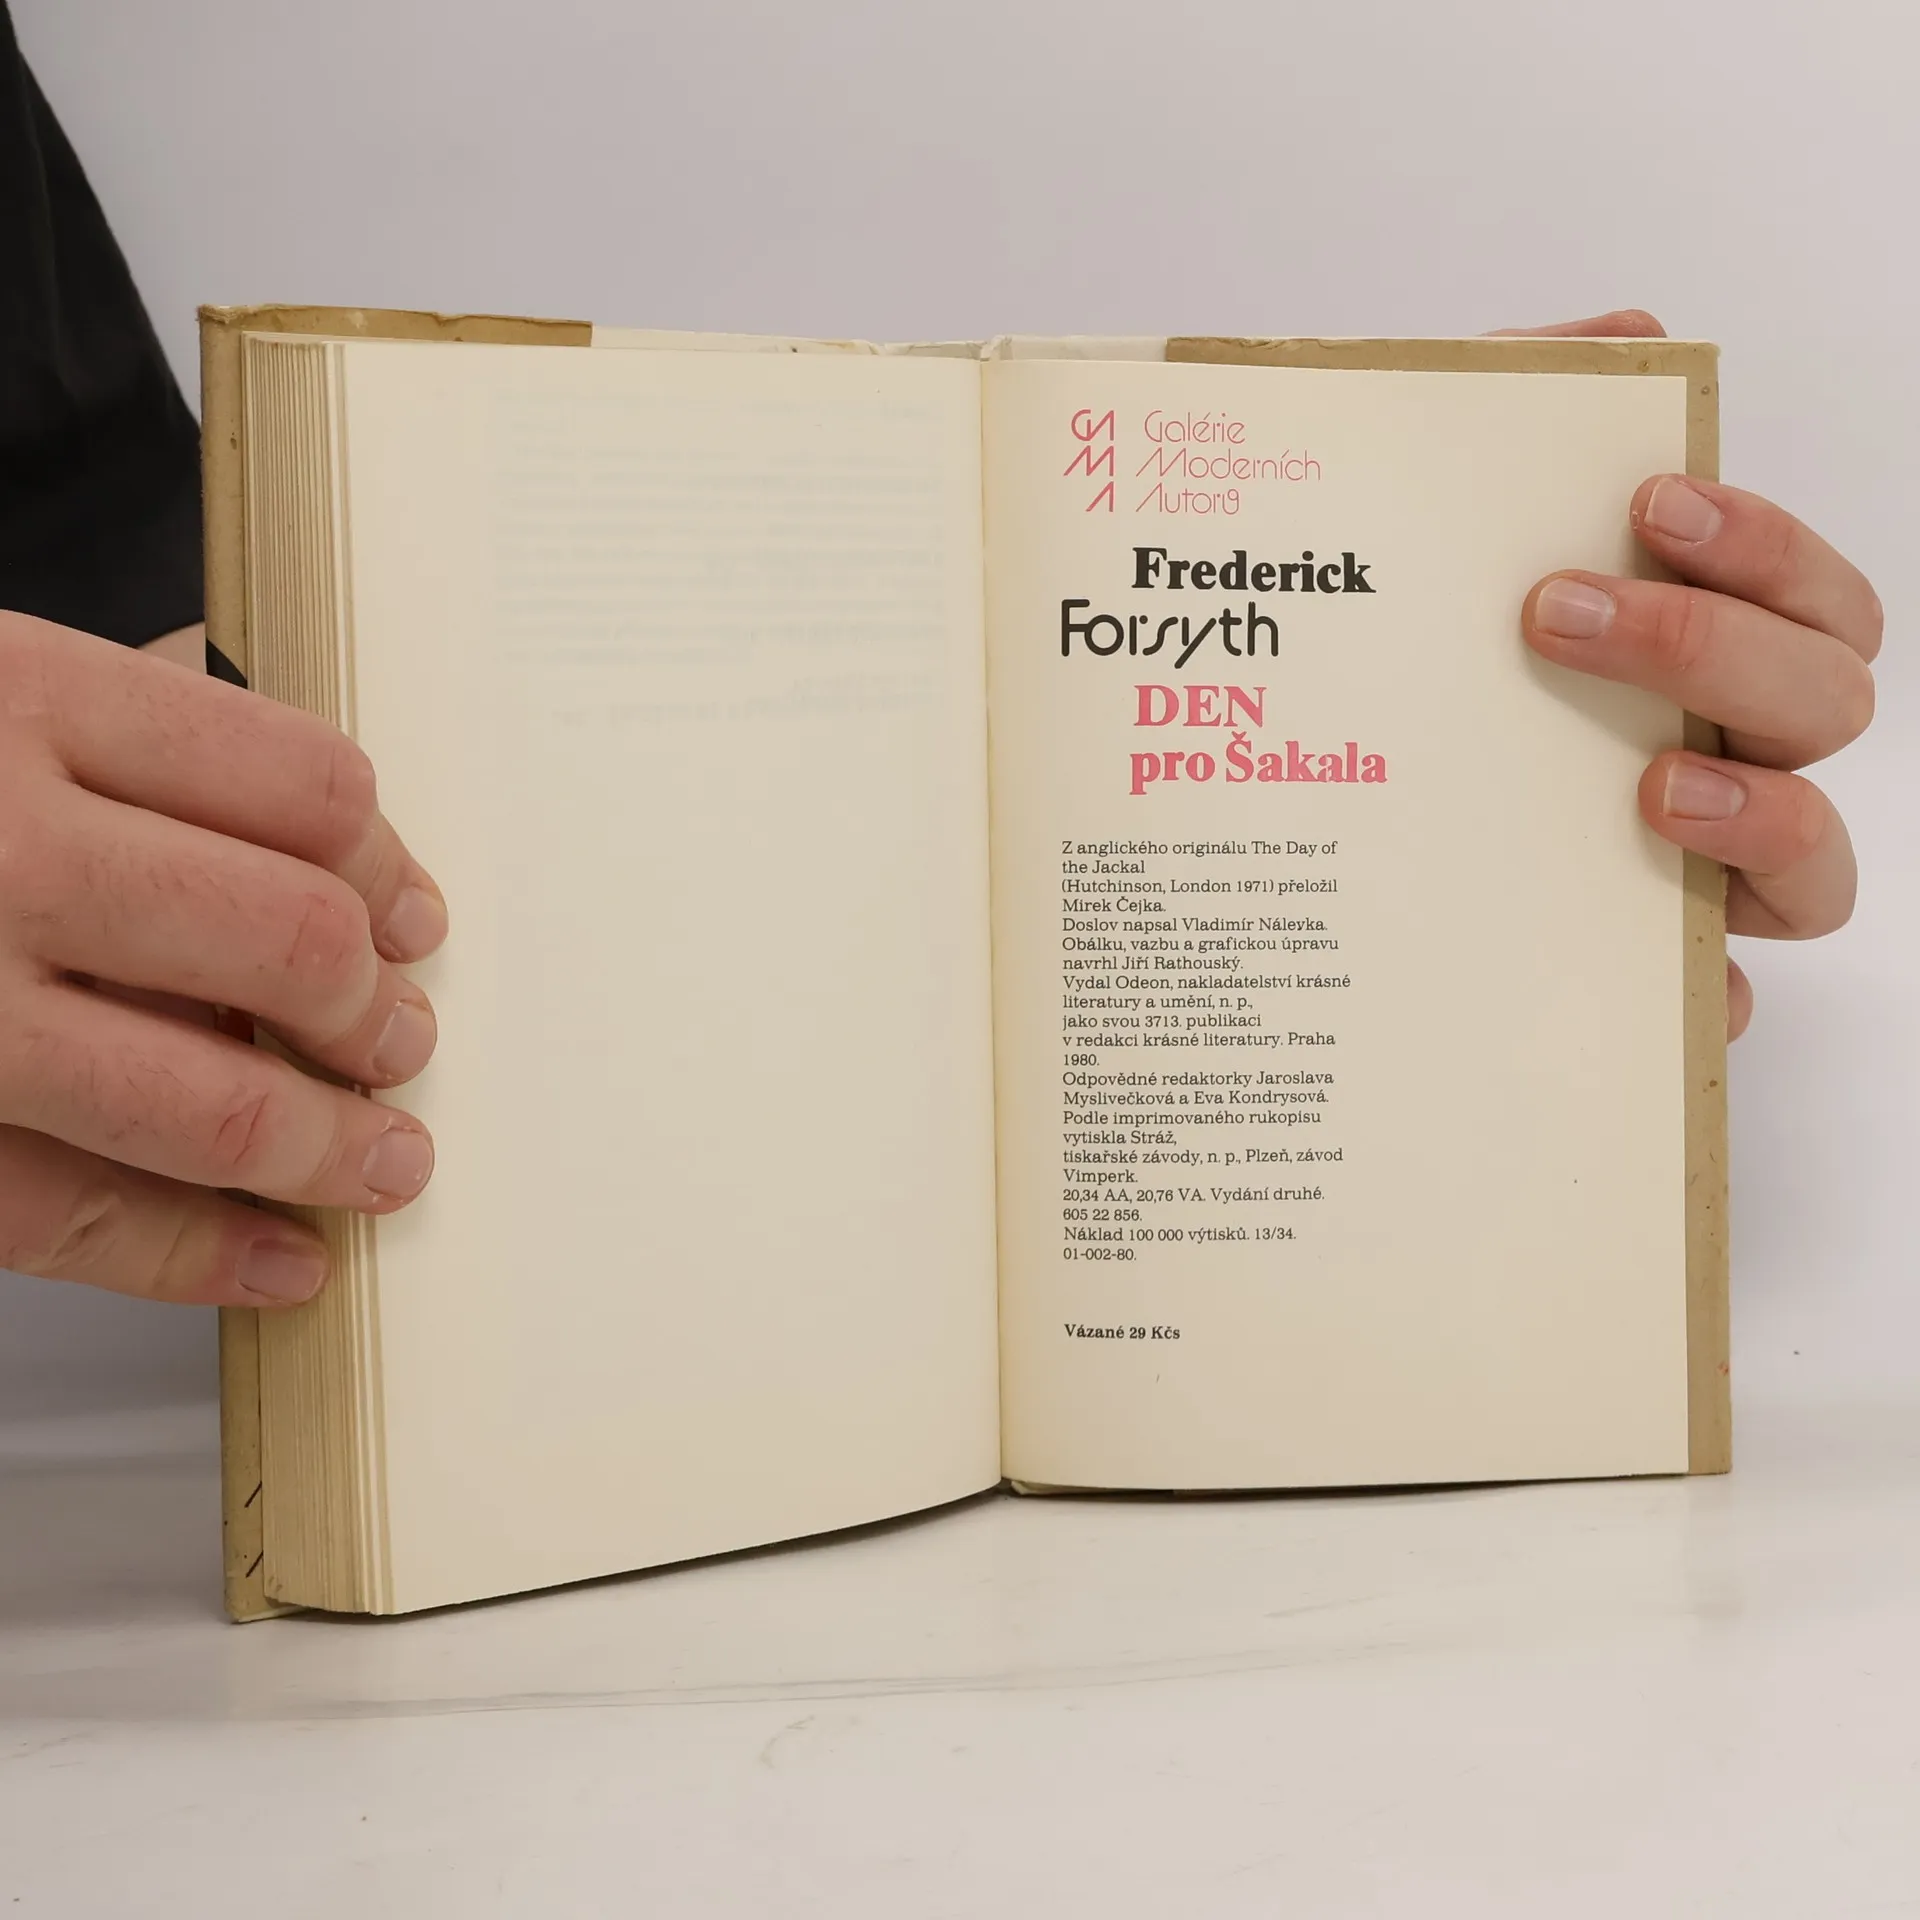 GMA Galérie
Moderních
Autorů
Frederick
Forsyth
DEN
pro Šakala
Z anglického originálu The Day of
the Jackal
(Hutchinson, London 1971) přeložil
Mirek Čejka.
Doslov napsal Vladimír Nálevka.
Obálku, vazbu a grafickou úpravu
navrhl Jiří Rathouský.
Vydal Odeon, nakladatelství krásné
literatury a umění, n. p.,
jako svou 3713. publikaci
v redakci krásné literatury. Praha
1980.
Odpovědné redaktorky Jaroslava
Myslivečková a Eva Kondrysová.
Podle imprimovaného rukopisu
vytiskla Stráž,
tiskařské závody, n. p., Plzeň, závod
Vimperk.
20,34 AA, 20,76 VA. Vydání druhé.
605 22 856.
Náklad 100 000 výtisků. 13/34.
01-002-80.
Vázané 29 Kčs